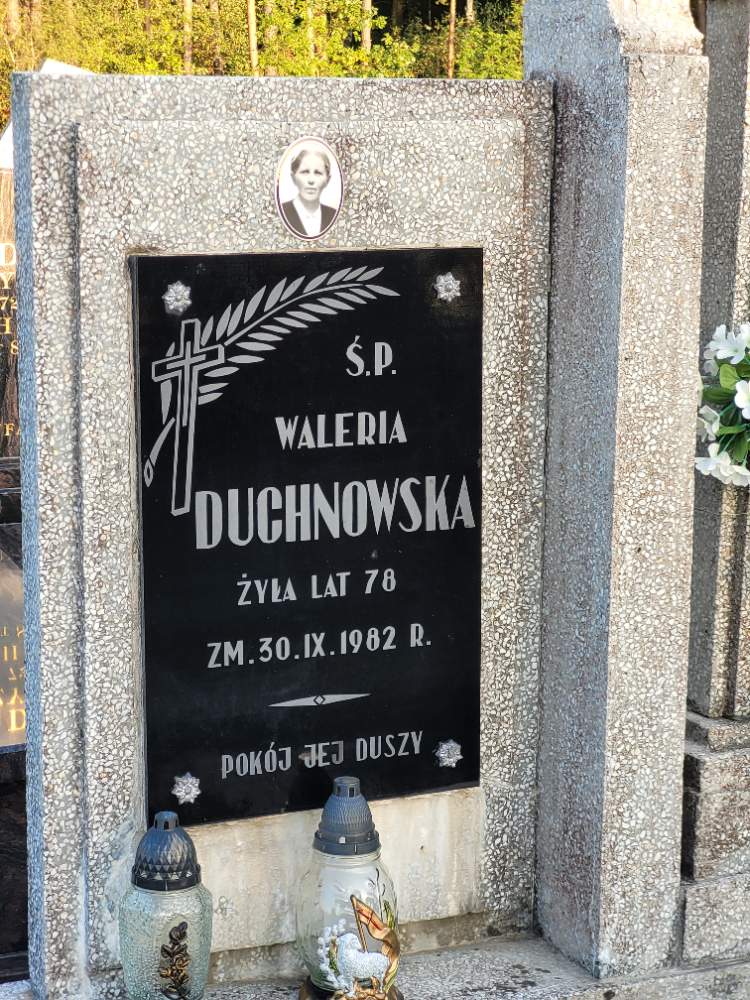 Ś.P.
WALERIA
DUCHNOWSKA
ŻYŁA LAT 78
ZM. 30. IX. 1982 R.
POKÓJ JEJ DUSZY